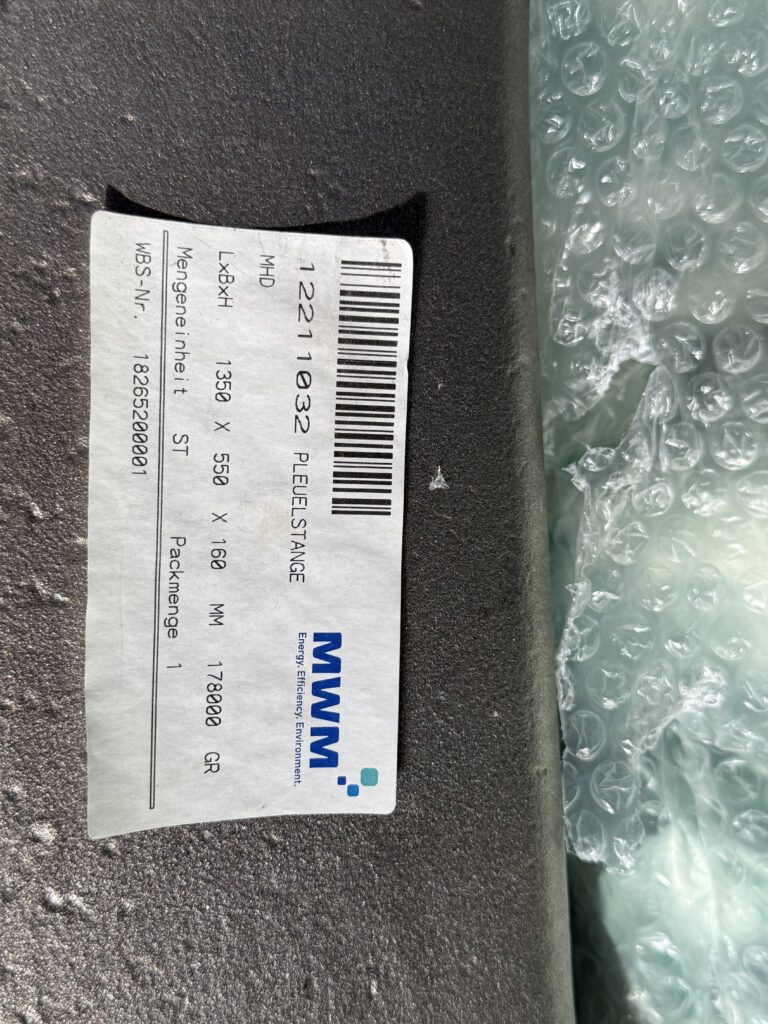 12211032 PLEUELSTANGE
MWM
Energy. Efficiency. Environment.
MHD
LxBxH 1350 X 550 X 160 MM 178000 GR
Mengeneinheit ST Packmenge 1
WBS-Nr. 18265200001